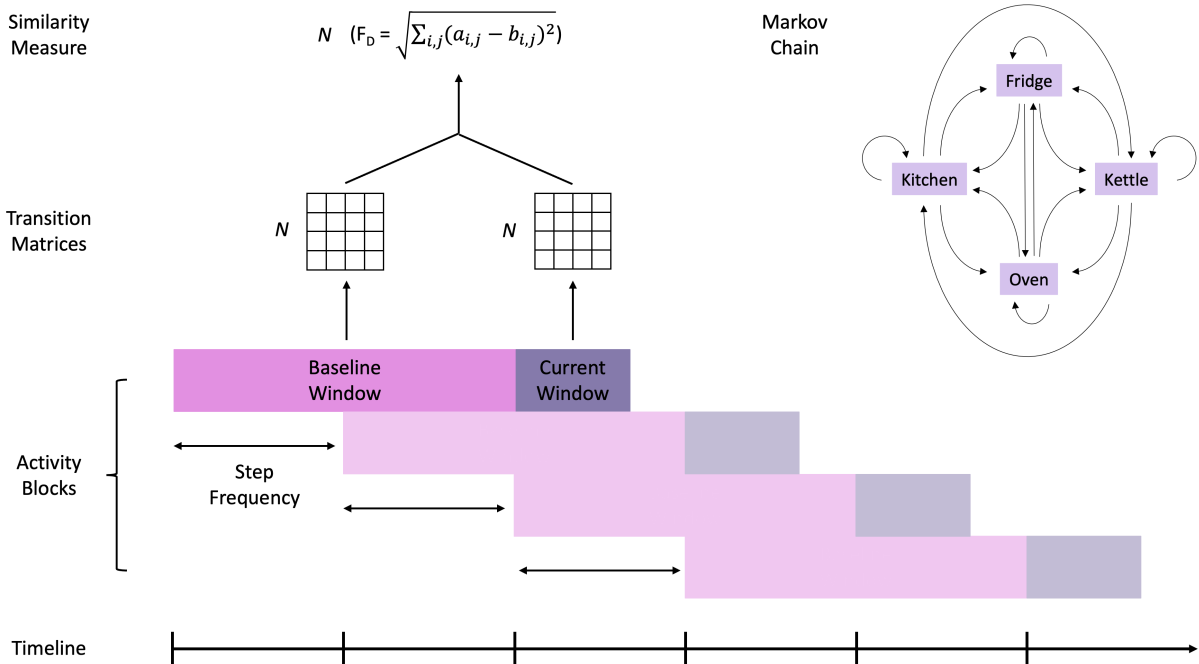 Similarity
Measure
N (F_D = √∑_{i,j}(a_{i,j} − b_{i,j})²)
Markov
Chain
Fridge
Kitchen
Kettle
Oven
Transition
Matrices
N
N
Baseline
Window
Current
Window
Activity
Blocks
Step
Frequency
Timeline